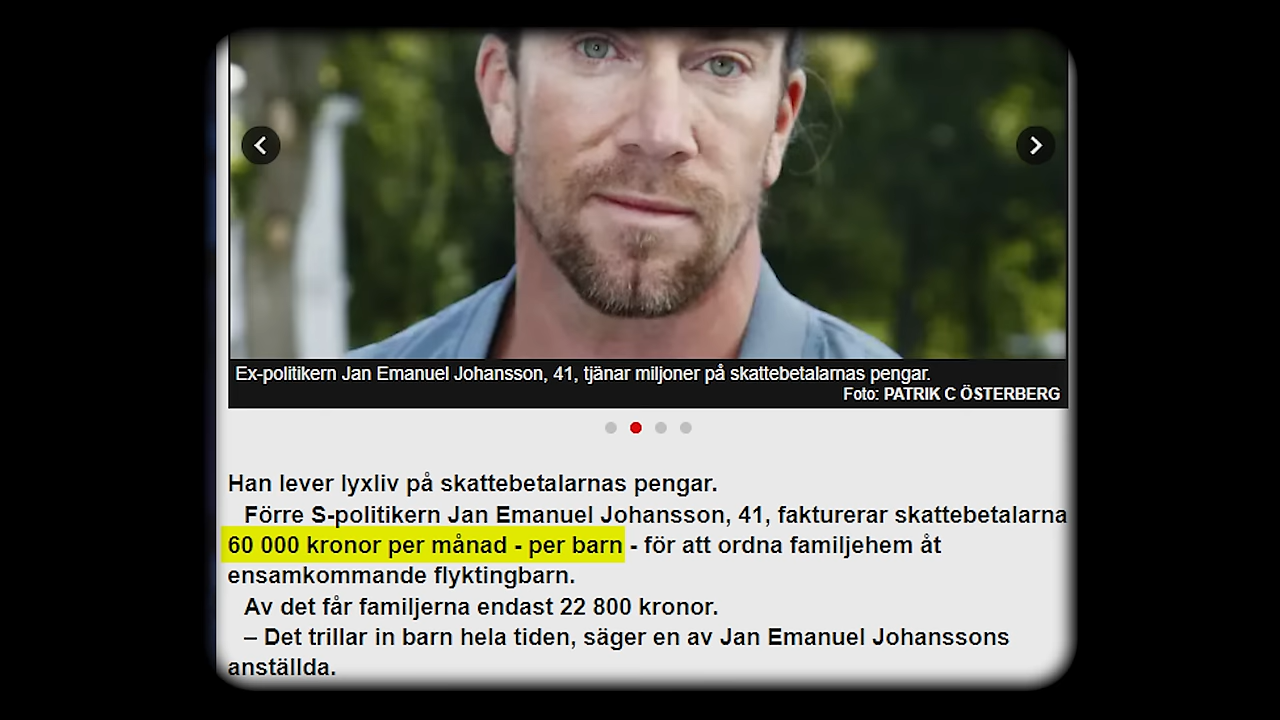 Ex-politikern Jan Emanuel Johansson, 41, tjänar miljoner på skattebetalarnas pengar.
Foto: PATRIK C ÖSTERBERG
Han lever lyxliv på skattebetalarnas pengar.
Förre S-politikern Jan Emanuel Johansson, 41, fakturerar skattebetalarna
60 000 kronor per månad - per barn - för att ordna familjehem åt
ensamkommande flyktingbarn.
Av det får familjerna endast 22 800 kronor.
– Det trillar in barn hela tiden, säger en av Jan Emanuel Johanssons
anställda.